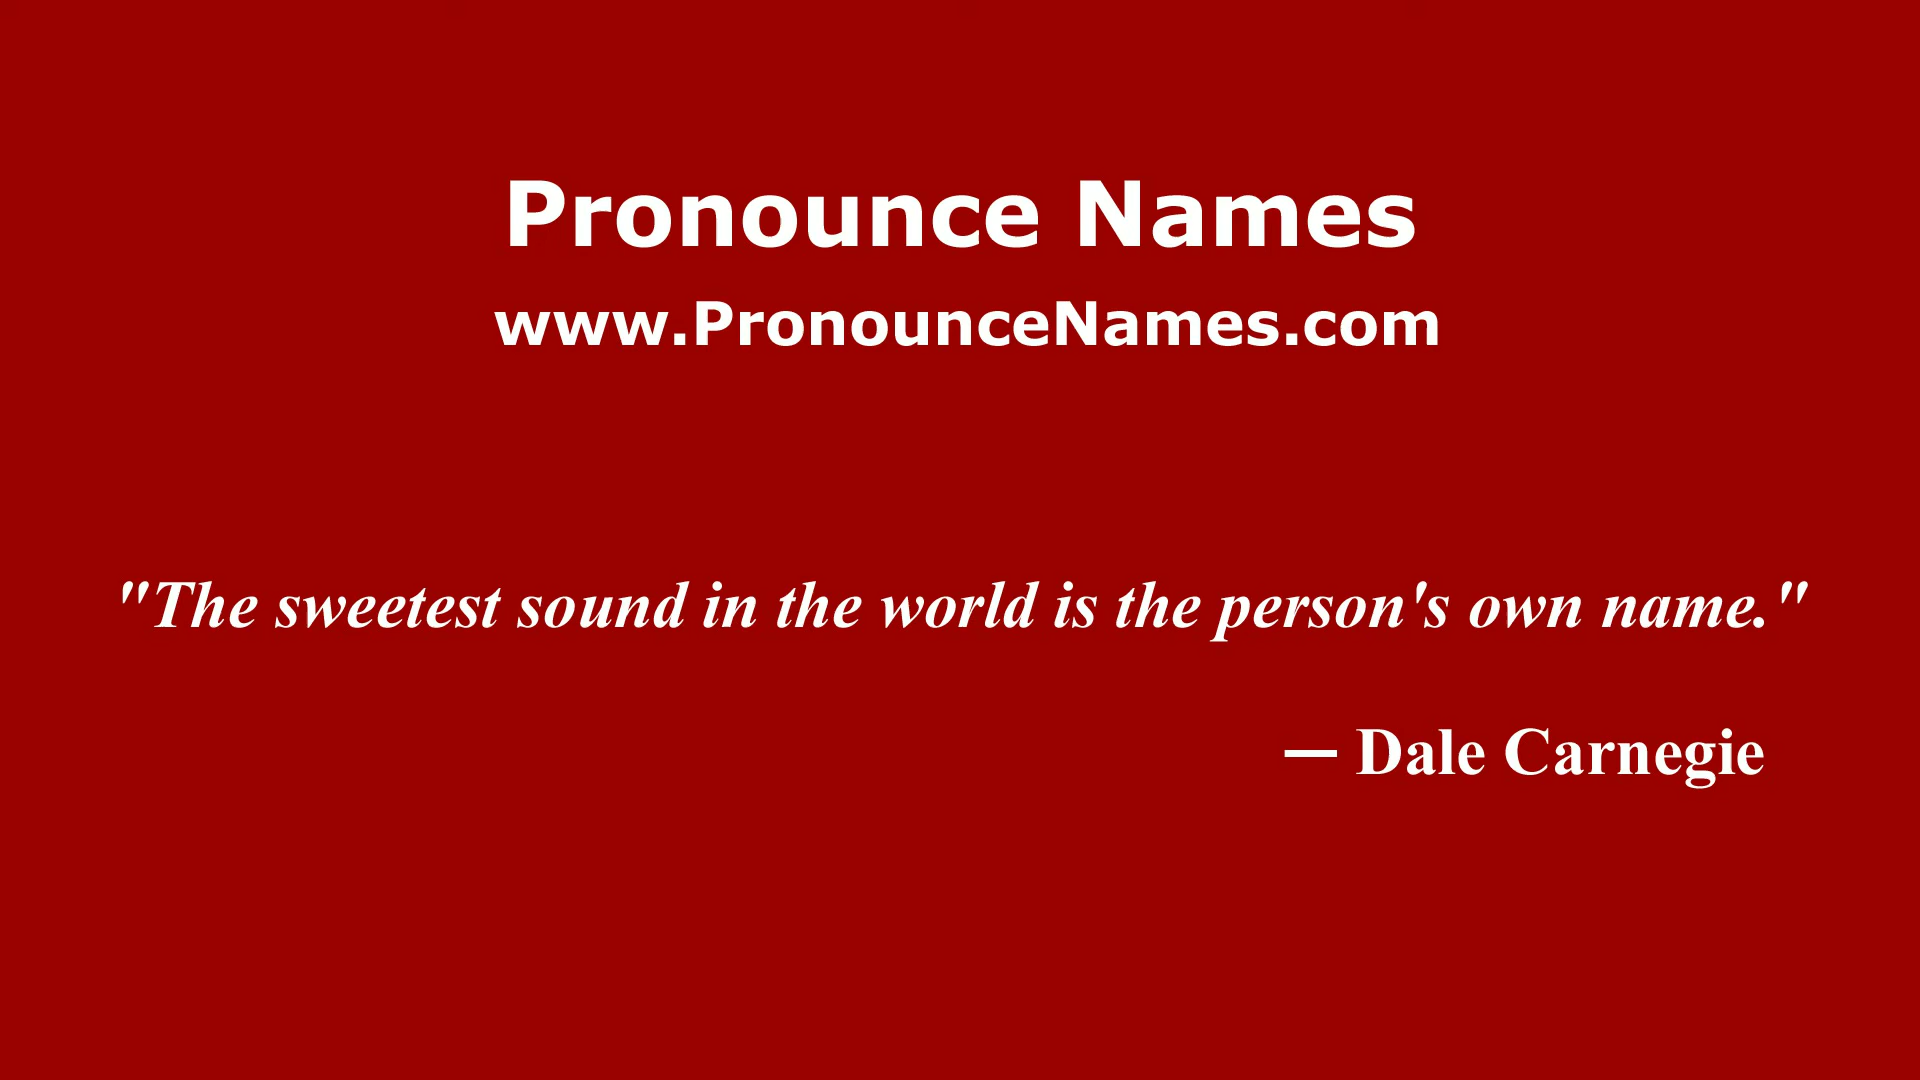 Pronounce Names
www.PronounceNames.com
"The sweetest sound in the world is the person's own name."
— Dale Carnegie